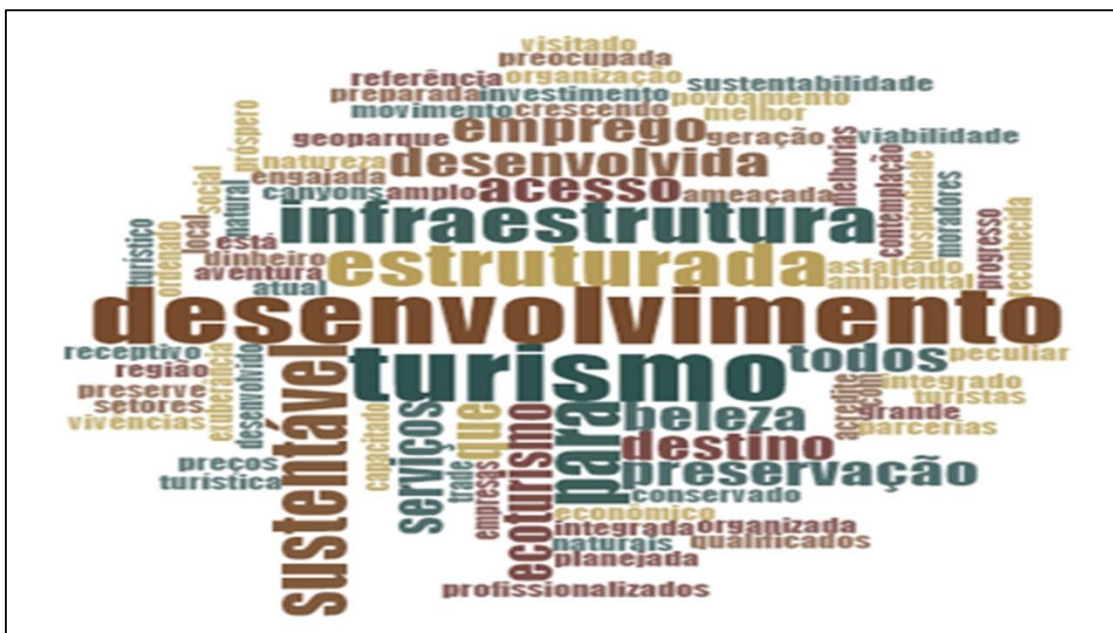 visitado
preocupada
referência organização sustentabilidade
preparada investimento povoamento
movimento crescendo melhor
geoparque emprego geração viabilidade
próspero natureza desenvolvida melhorias
engajada contemplação hospitalidade
social natural canyons amplo acesso ameaçada moradores
local infraestrutura
turístico ordenado está progresso reconhecida
dinheiro estruturada asfaltado
aventura ambiental
atual
desenvolvimento
receptivo turismo todos peculiar
região sustentável integrado
preserve exuberância desenvolvido acredite com turistas
setores capacitado serviços que para beleza grande
vivências parcerias
trade ecoturismo destino
preços empresas preservação
turística conservado
econômico
integrada organizada
naturais qualificados
planejada
profissionalizados